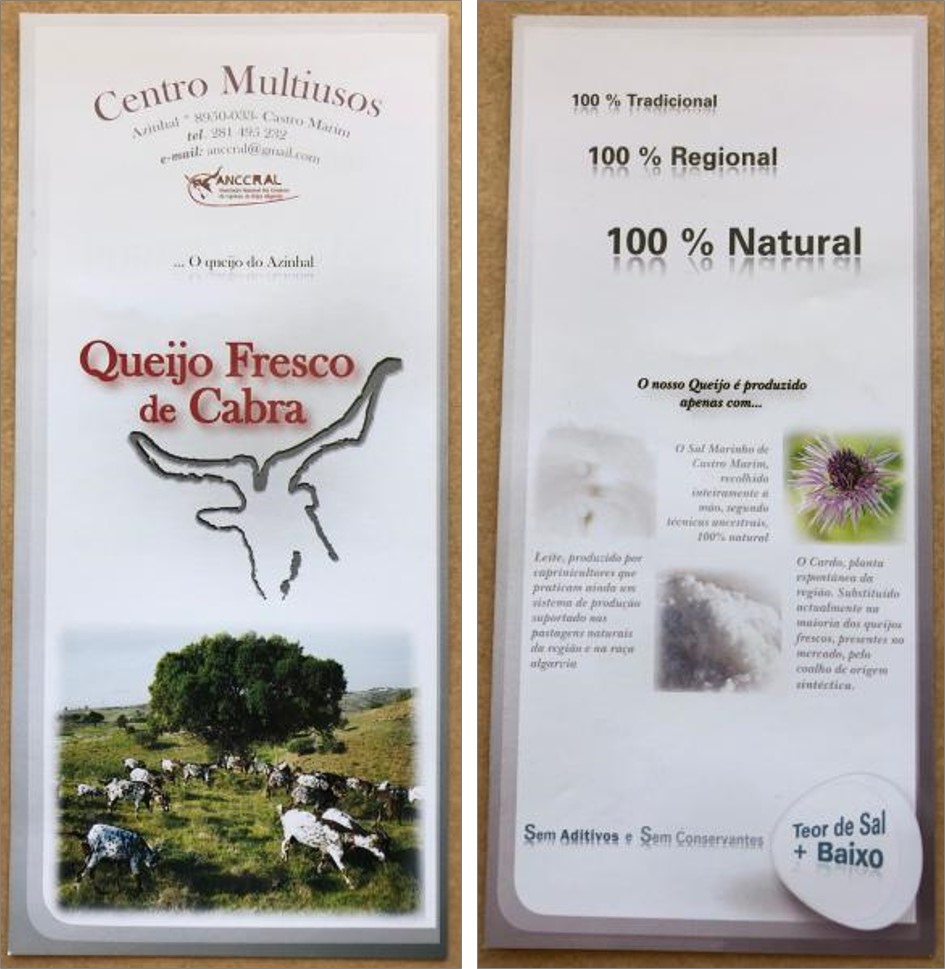 Centro Multiusos
Azinhal * 8950-033- Castro Marim
tel. 281 495 232
e-mail: anccral@gmail.com
ANCCRAL
... O queijo do Azinhal
Queijo Fresco
de Cabra
100 % Tradicional
100 % Regional
100 % Natural
O nosso Queijo é produzido
apenas com...
O Sal Marinho de
Castro Marim,
recolhido
inteiramente à
mão, segundo
técnicas ancestrais,
100% natural
Leite, produzido por
caprinicultores que
praticam ainda um
sistema de produção
suportado nas
pastagens naturais
da região e na raça
algarvia
O Cardo, planta
espontânea da
região. Substituído
actualmente na
maioria dos queijos
frescos, presentes no
mercado, pelo
coalho de origem
sintéctica.
Sem Aditivos e Sem Conservantes
Teor de Sal
+ Baixo